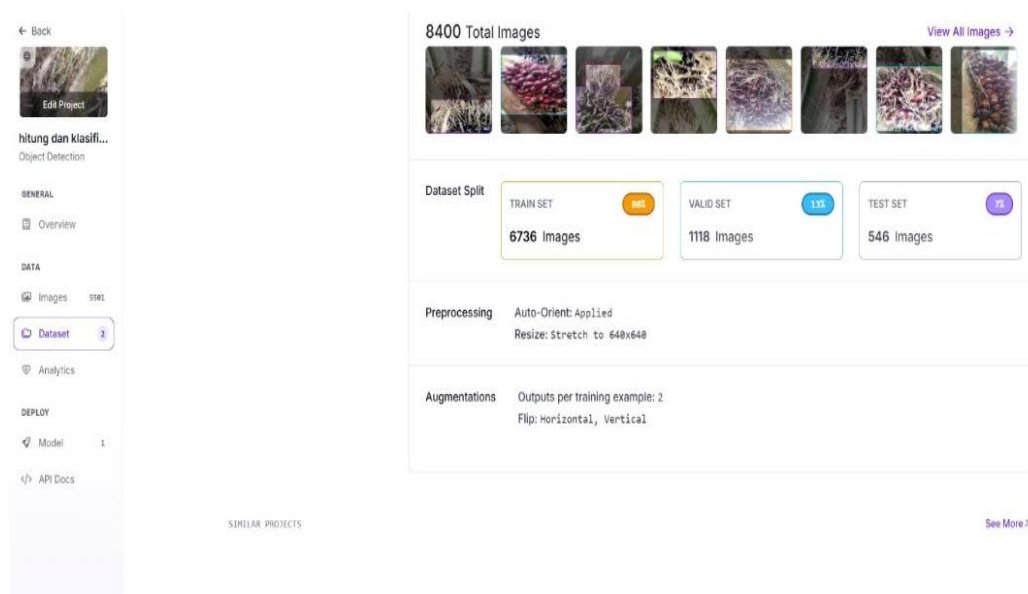 ← Back
Edit Project
hitung dan klasifi...
Object Detection
GENERAL
Overview
DATA
Images 5501
Dataset 2
Analytics
DEPLOY
Model 1
</> API Docs
8400 Total Images
View All Images →
Dataset Split
TRAIN SET 80%
6736 Images
VALID SET 13%
1118 Images
TEST SET 7%
546 Images
Preprocessing
Auto-Orient: Applied
Resize: Stretch to 640x640
Augmentations
Outputs per training example: 2
Flip: Horizontal, Vertical
SIMILAR PROJECTS
See More